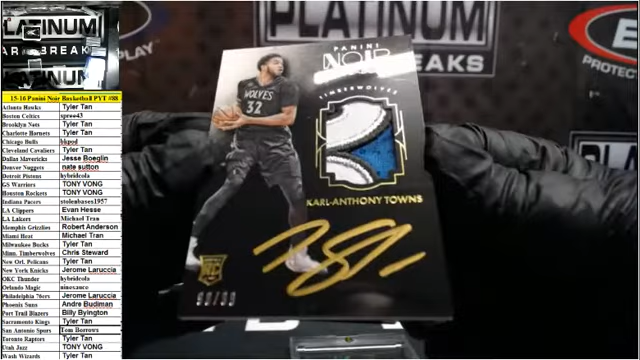 PLATINUM
ARD BREAK
15-16 Panini Noir Basketball PYT #88
Atlanta Hawks Tyler Tan
Boston Celtics spree43
Brooklyn Nets Tyler Tan
Charlotte Hornets Tyler Tan
Chicago Bulls
Cleveland Cavaliers Tyler Tan
Dallas Mavericks Jesse Boeglin
Denver Nuggets nate sutton
Detroit Pistons hybridcola
GS Warriors TONY VONG
Houston Rockets TONY VONG
Indiana Pacers stolenbases1957
LA Clippers Evan Hesse
LA Lakers Michael Tran
Memphis Grizzlies Robert Anderson
Miami Heat Michael Tran
Milwaukee Bucks Tyler Tan
Minn. Timberwolves Chris Steward
New Orl. Pelicans Tyler Tan
New York Knicks Jerome Laruccia
OKC Thunder hybridcola
Orlando Magic ninosauce
Philadelphia 76ers Jerome Laruccia
Phoenix Suns Andre Budiman
Port Trail Blazers Billy Byington
Sacramento Kings Tyler Tan
San Antonio Spurs Tom Borrows
Toronto Raptors Tyler Tan
Utah Jazz TONY VONG
Wash Wizards Tyler Tan
PLATINUM
PLAY
PROTEC
PANINI
NOIR
TIMBERWOLVES
WOLVES
32
KARL-ANTHONY TOWNS
RC